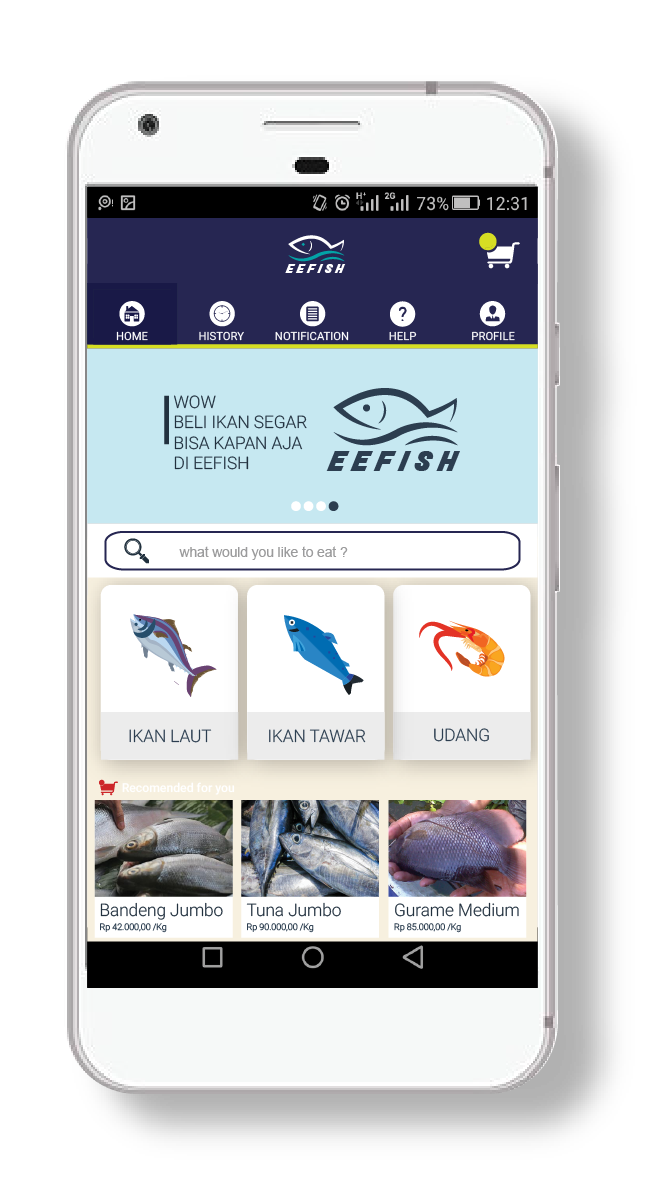 H+ 2G 73% 12:31
EEFISH
HOME HISTORY NOTIFICATION HELP PROFILE
WOW
BELI IKAN SEGAR
BISA KAPAN AJA
DI EEFISH
EEFISH
what would you like to eat ?
IKAN LAUT IKAN TAWAR UDANG
Recomended for you
Bandeng Jumbo Tuna Jumbo Gurame Medium
Rp 42.000,00 /Kg Rp 90.000,00 /Kg Rp 85.000,00 /Kg